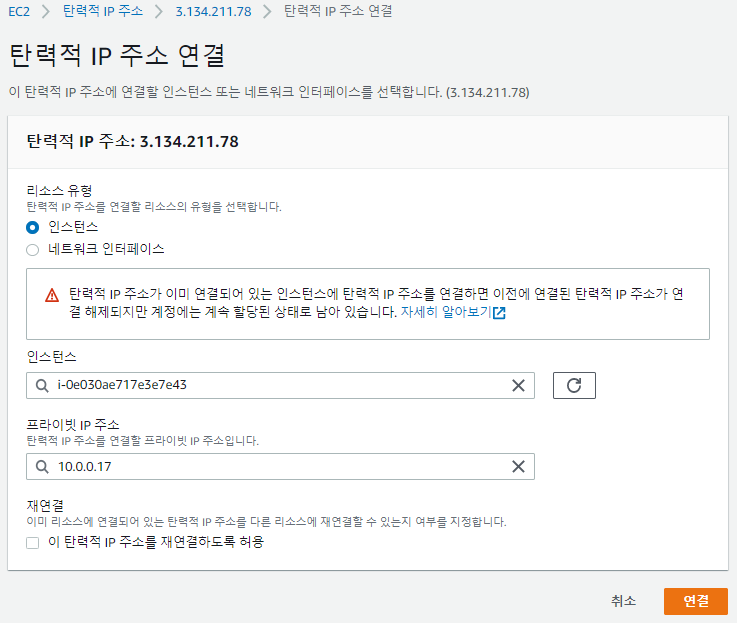 EC2 > 탄력적 IP 주소 > 3.134.211.78 > 탄력적 IP 주소 연결
탄력적 IP 주소 연결
이 탄력적 IP 주소에 연결할 인스턴스 또는 네트워크 인터페이스를 선택합니다. (3.134.211.78)
탄력적 IP 주소: 3.134.211.78
리소스 유형
탄력적 IP 주소를 연결할 리소스의 유형을 선택합니다.
인스턴스
네트워크 인터페이스
탄력적 IP 주소가 이미 연결되어 있는 인스턴스에 탄력적 IP 주소를 연결하면 이전에 연결된 탄력적 IP 주소가 연
결 해제되지만 계정에는 계속 할당된 상태로 남아 있습니다. 자세히 알아보기
인스턴스
i-0e030ae717e3e7e43
프라이빗 IP 주소
탄력적 IP 주소를 연결할 프라이빗 IP 주소입니다.
10.0.0.17
재연결
이미 리소스에 연결되어 있는 탄력적 IP 주소를 다른 리소스에 재연결할 수 있는지 여부를 지정합니다.
이 탄력적 IP 주소를 재연결하도록 허용
취소 연결